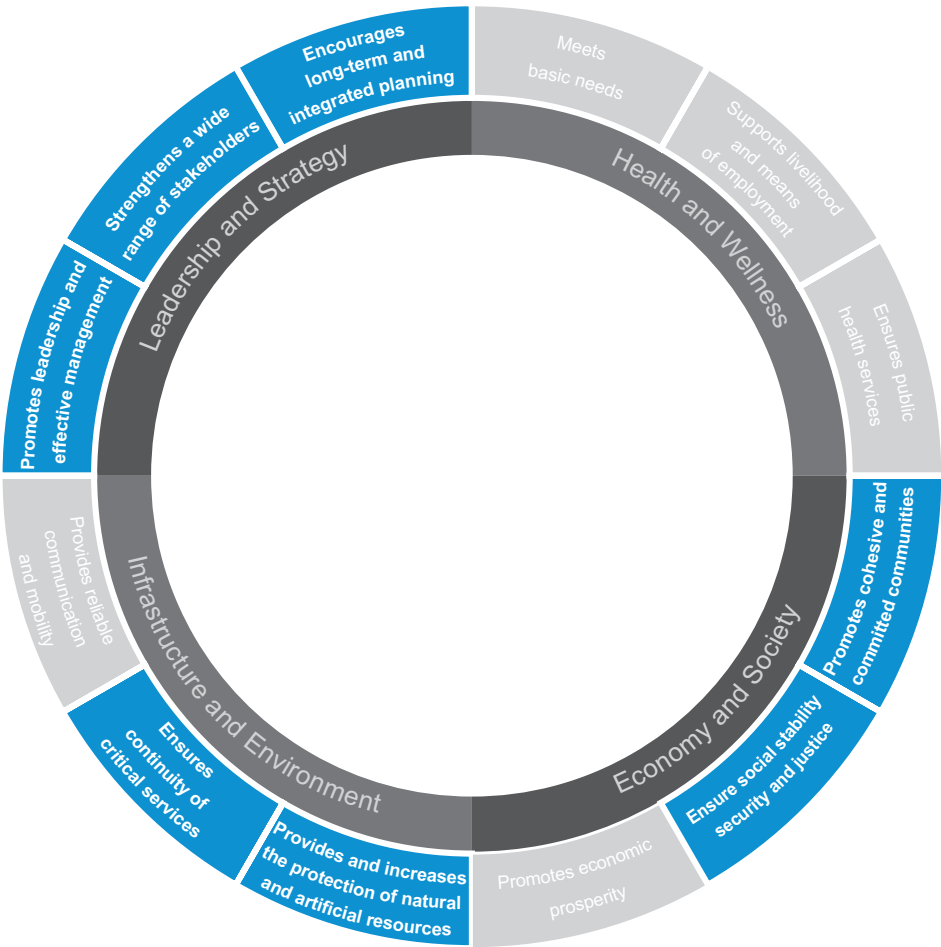 Meets
basic needs
Supports livelihood
and means
of employment
Ensures public
health services
Promotes cohesive and
committed communities
Ensure social stability
security and justice
Promotes economic
prosperity
Provides and increases
the protection of natural
and artificial resources
Ensures
continuity of
critical services
Provides reliable
communication
and mobility
Promotes leadership and
effective management
Strengthens a wide
range of stakeholders
Encourages
long-term and
integrated planning
Health and Wellness
Economy and Society
Infrastructure and Environment
Leadership and Strategy